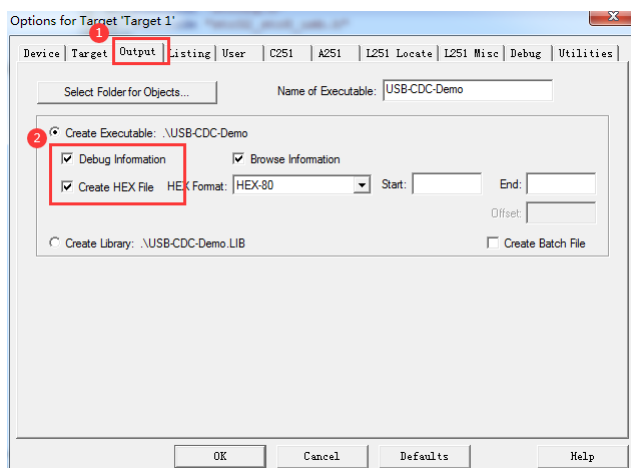 Options for Target 'Target 1'
1
Device Target Output Listing User C251 A251 L251 Locate L251 Misc Debug Utilities
Select Folder for Objects... Name of Executable: USB-CDC-Demo
2
Create Executable: .\USB-CDC-Demo
Debug Information Browse Information
Create HEX File HEX Format: HEX-80 Start: End:
Offset:
Create Library: .\USB-CDC-Demo.LIB Create Batch File
OK Cancel Defaults Help